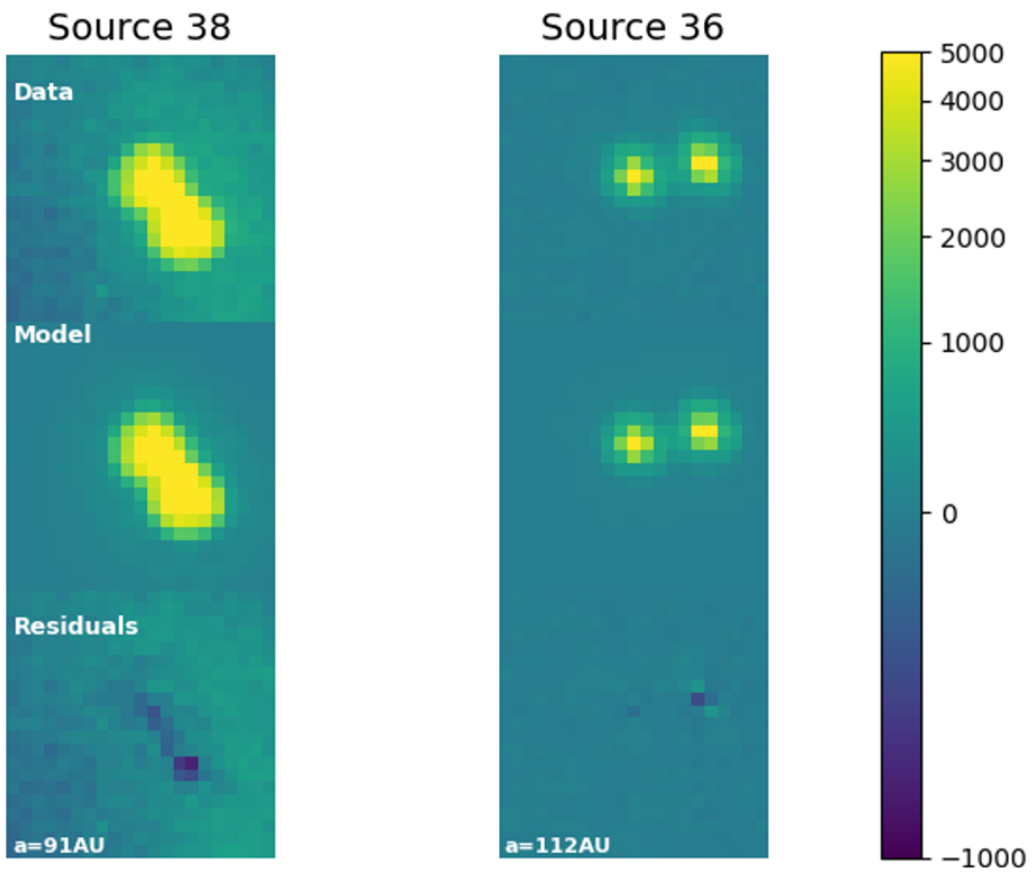 Source 38
Source 36
Data
Model
Residuals
a=91AU
a=112AU
5000
4000
3000
2000
1000
0
−1000